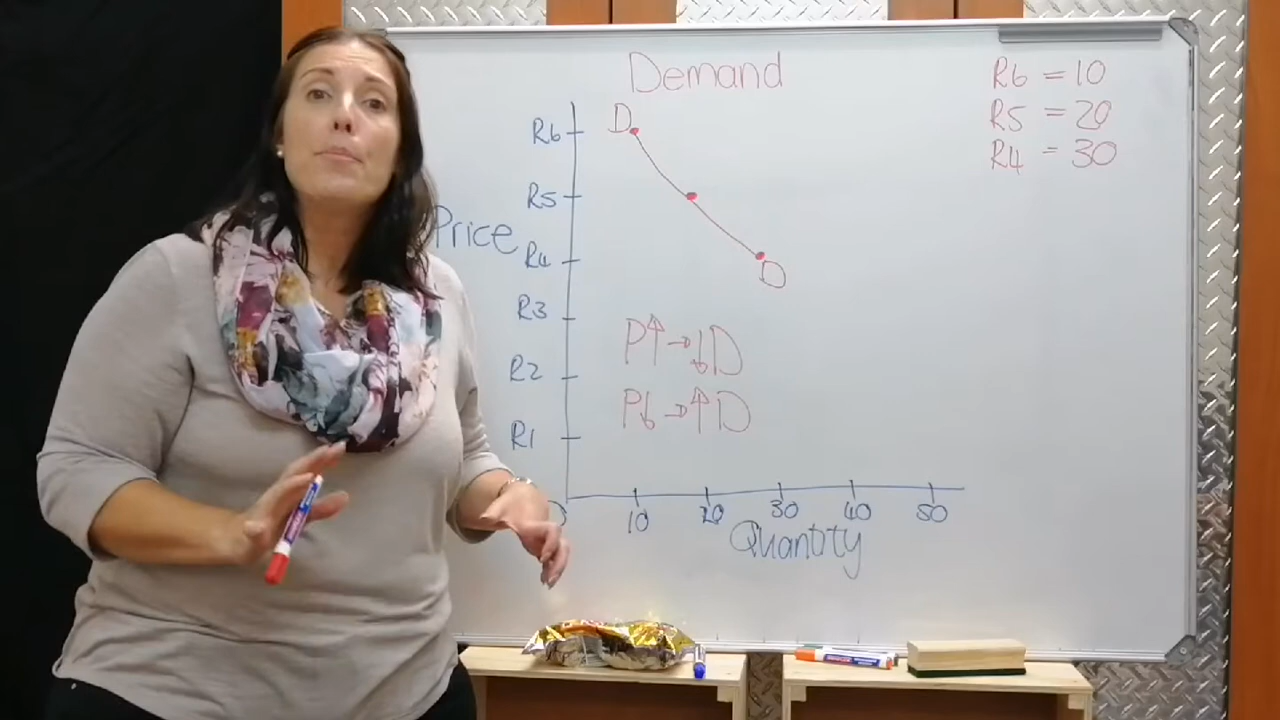 Demand
R6 = 10
R5 = 20
R4 = 30
D
R6
R5
Price
R4
D
R3
P↑→↓D
R2
P↓→↑D
R1
10 20 30 40 50
Quantity